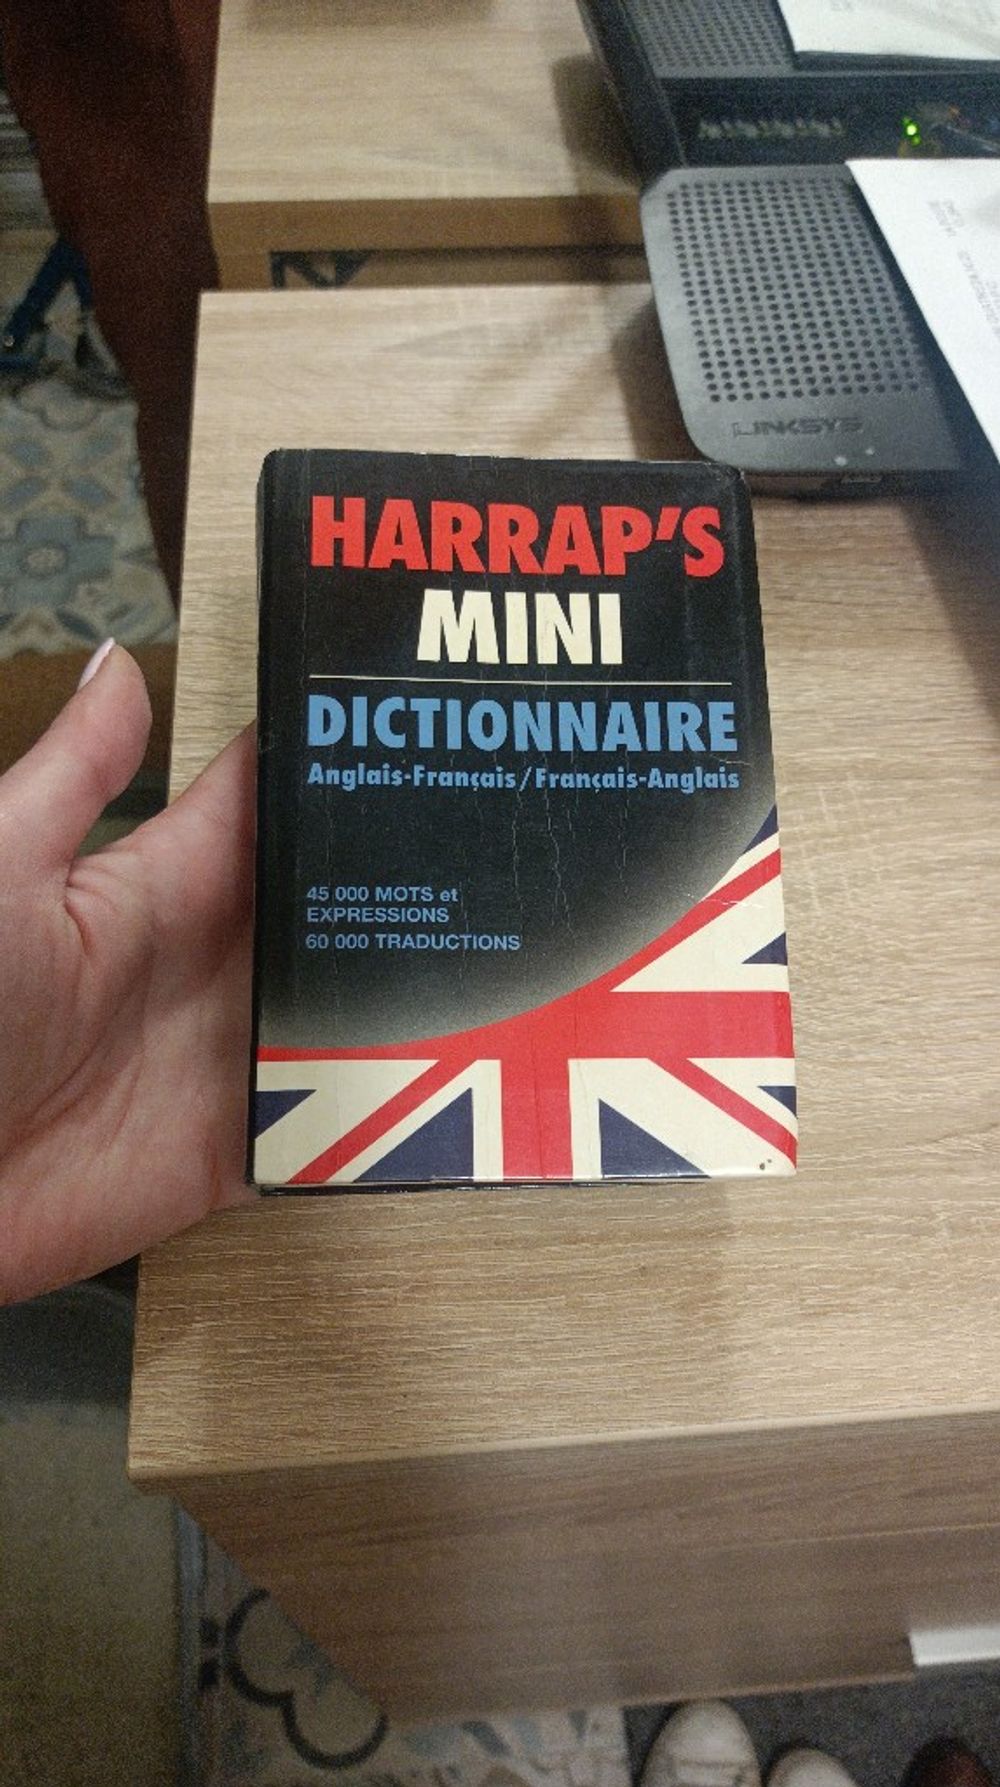 LINKSYS
HARRAP'S
MINI
DICTIONNAIRE
Anglais-Français/Français-Anglais
45 000 MOTS et
EXPRESSIONS
60 000 TRADUCTIONS